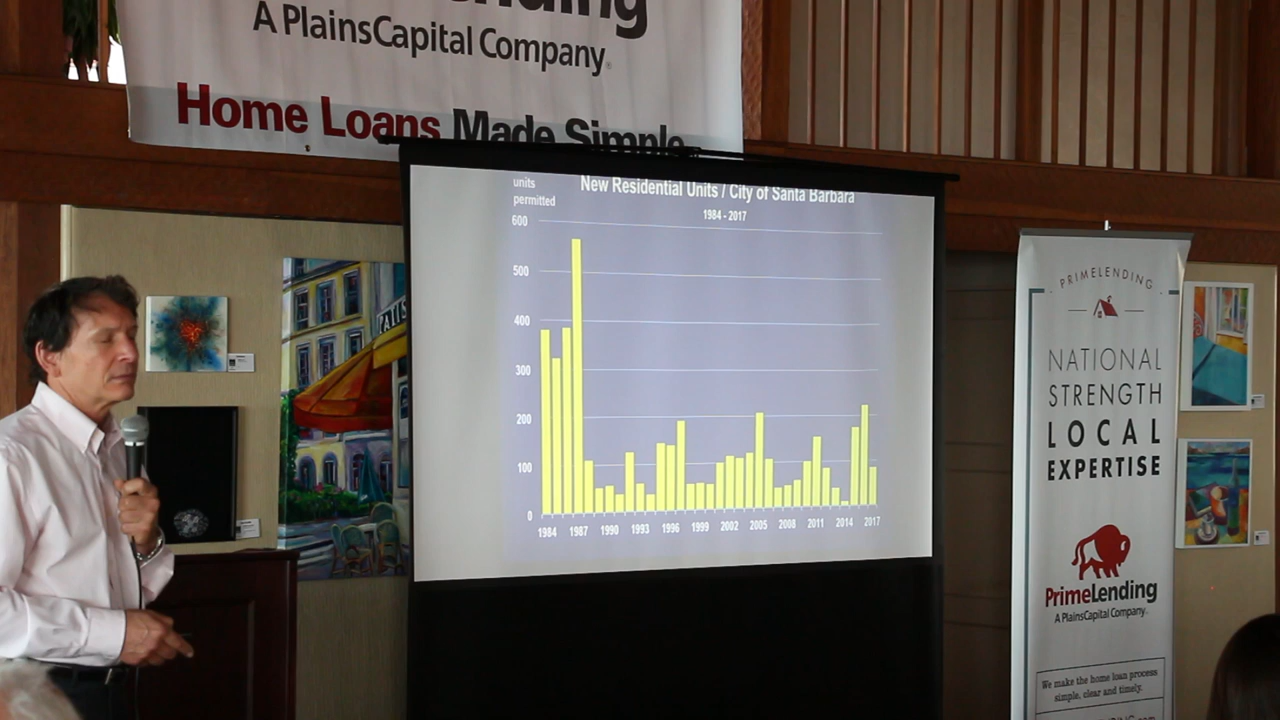 A PlainsCapital Company
Home Loans Made Simple
units
permitted
New Residential Units / City of Santa Barbara
1984 - 2017
600
500
400
300
200
100
0
1984 1987 1990 1993 1996 1999 2002 2005 2008 2011 2014 2017
PRIMELENDING
NATIONAL
STRENGTH
LOCAL
EXPERTISE
PrimeLending
A PlainsCapital Company
We make the home loan process
simple, clear and timely.